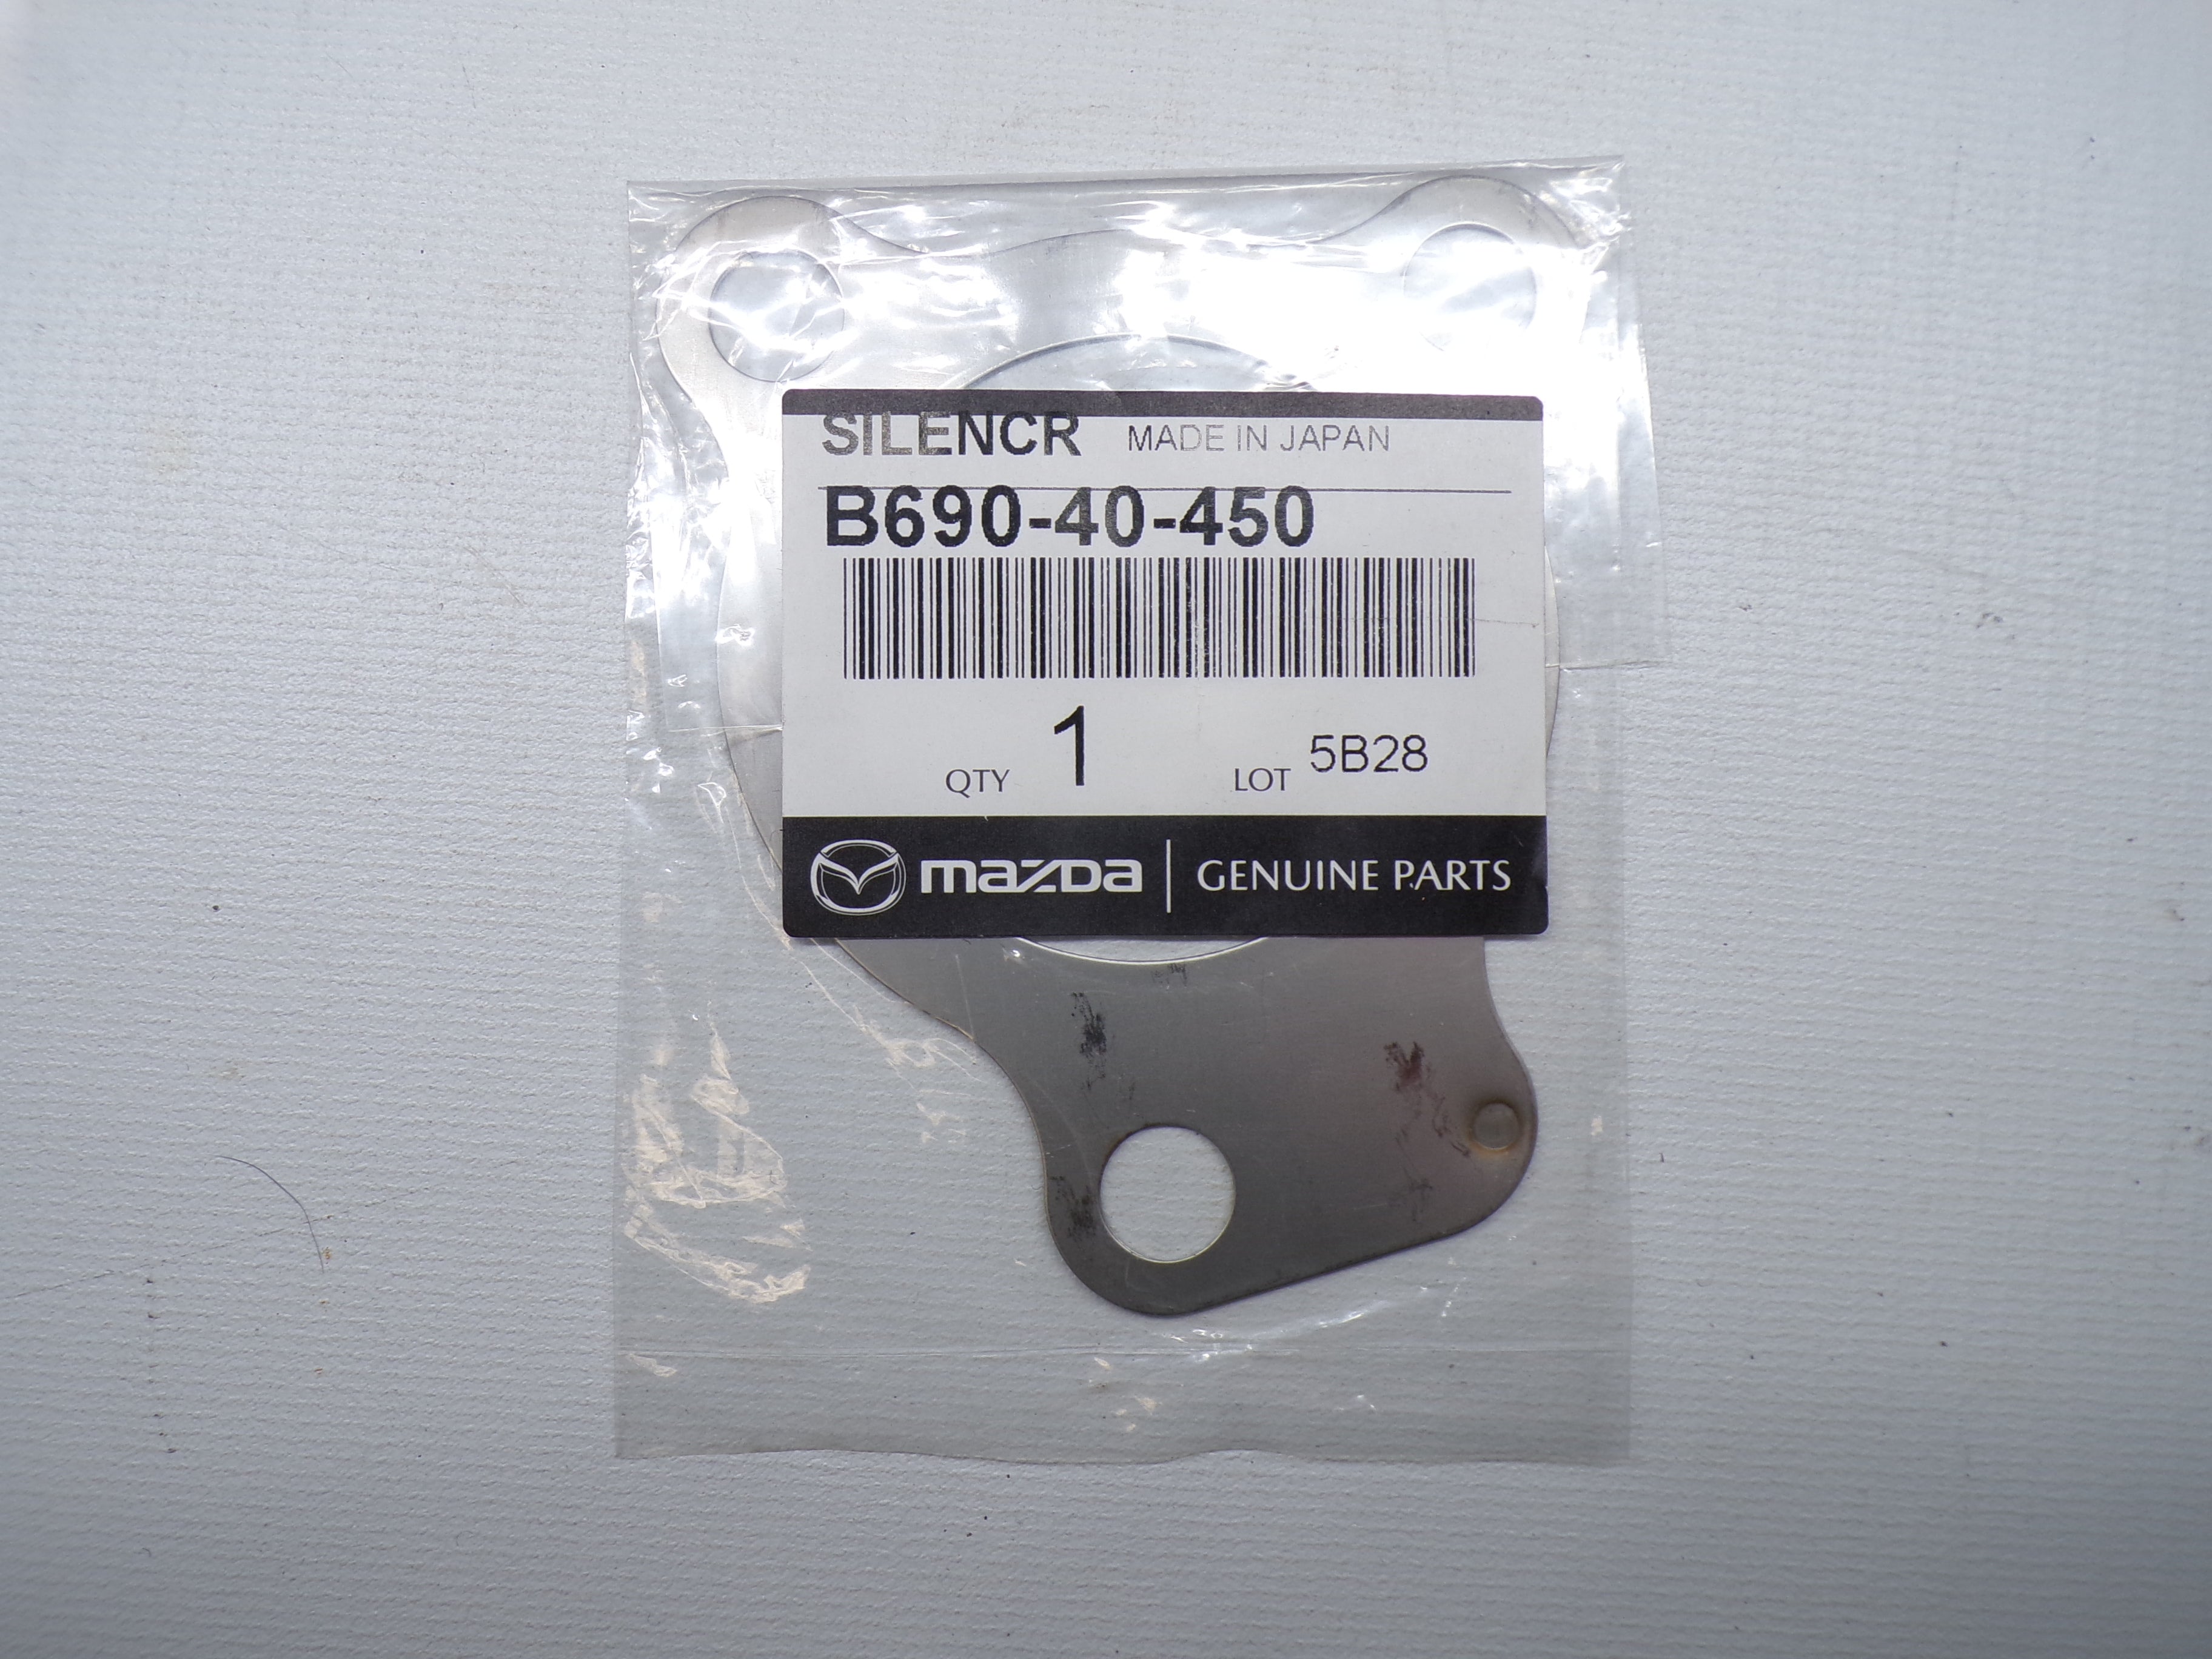 SILENCR MADE IN JAPAN
B690-40-450
QTY 1 LOT 5B28
mazda GENUINE PARTS